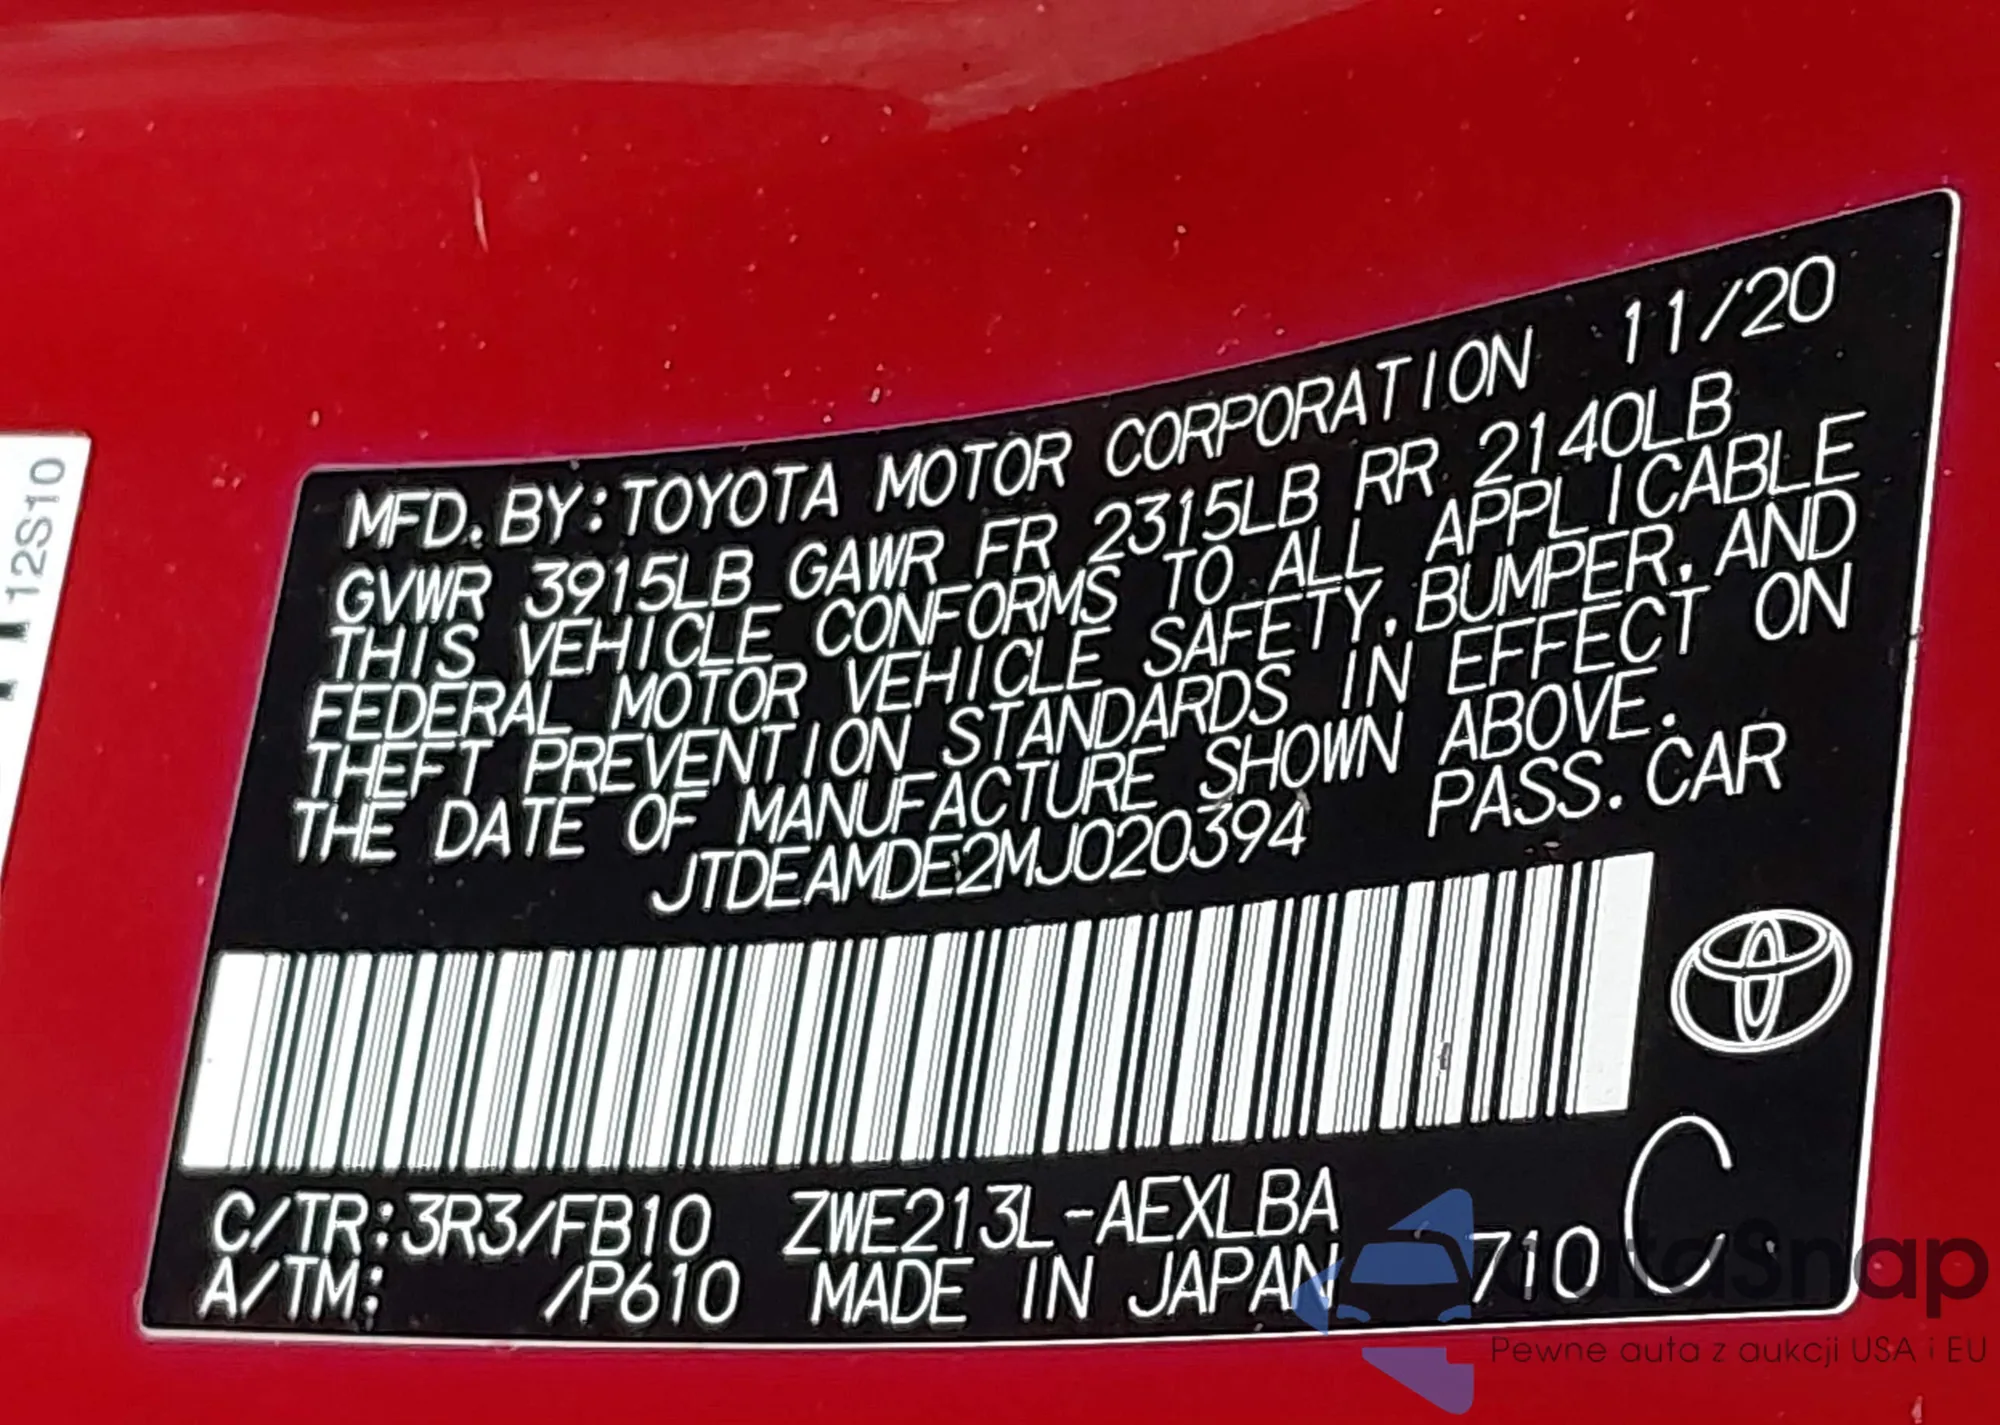 MFD. BY: TOYOTA MOTOR CORPORATION 11/20
GVWR 3915LB GAWR FR 2315LB RR 2140LB
THIS VEHICLE CONFORMS TO ALL APPLICABLE
FEDERAL MOTOR VEHICLE SAFETY, BUMPER, AND
THEFT PREVENTION STANDARDS IN EFFECT ON
THE DATE OF MANUFACTURE SHOWN ABOVE.
JTDEAMDE2MJ020394 PASS. CAR
C/TR: 3R3/FB10 ZWE213L-AEXLBA
A/TM: /P610 MADE IN JAPAN 710 C
12S10
autoSnap
Pewne auta z aukcji USA i EU